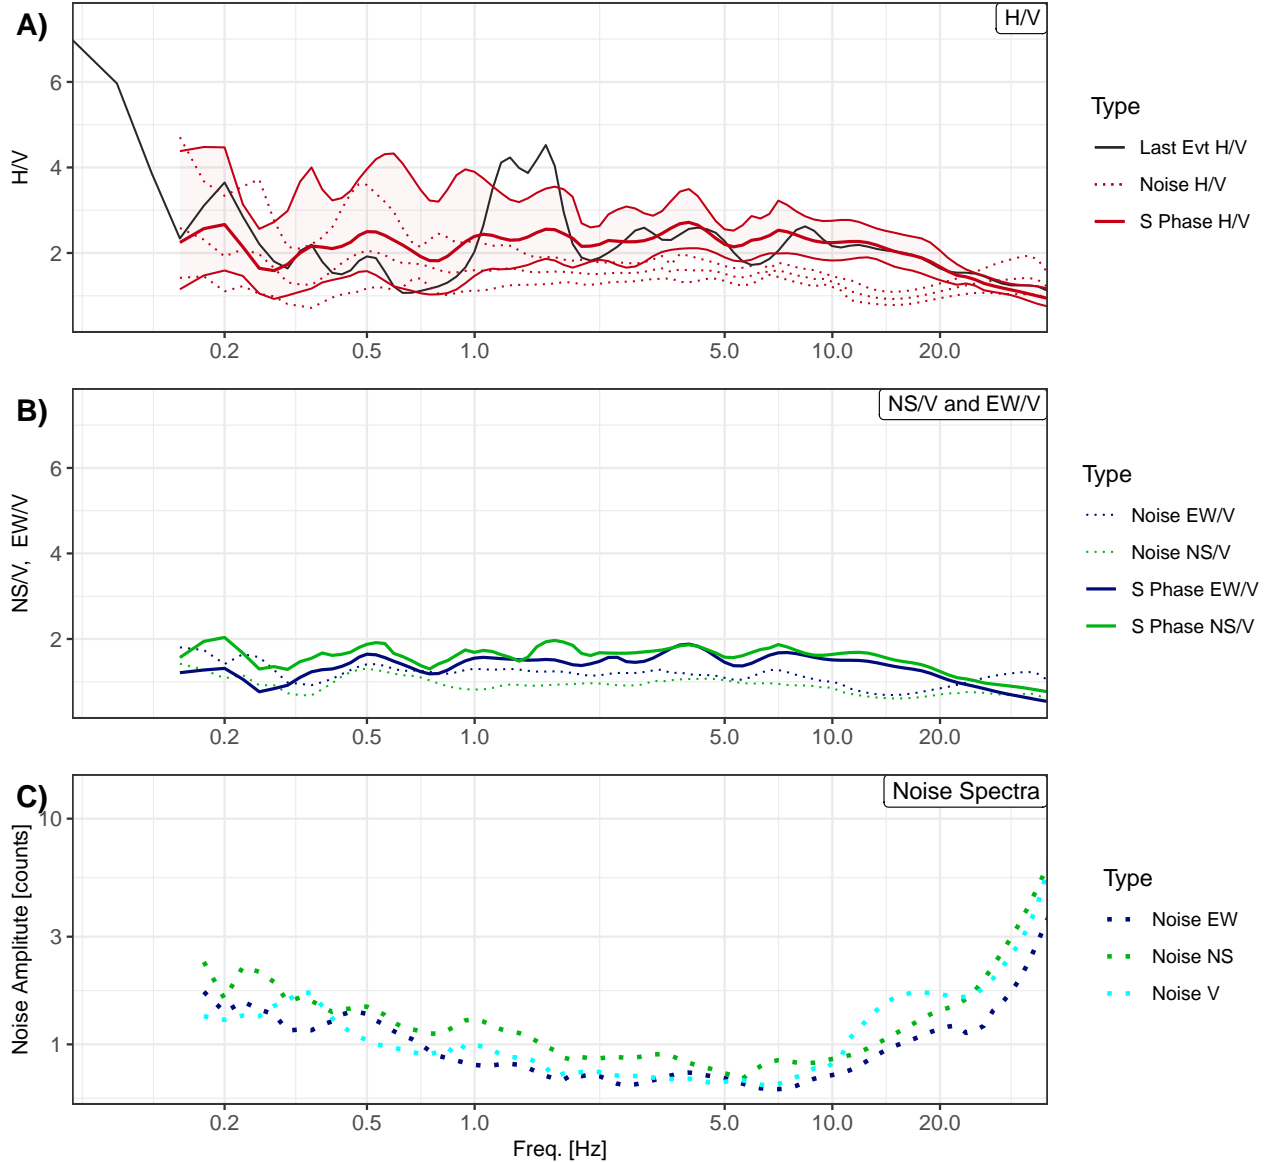 A)
H/V
H/V
6
4
2
0.2 0.5 1.0 5.0 10.0 20.0
Type
Last Evt H/V
Noise H/V
S Phase H/V
B)
NS/V and EW/V
NS/V, EW/V
6
4
2
0.2 0.5 1.0 5.0 10.0 20.0
Type
Noise EW/V
Noise NS/V
S Phase EW/V
S Phase NS/V
C)
Noise Spectra
Noise Amplitute [counts]
10
3
1
0.2 0.5 1.0 5.0 10.0 20.0
Freq. [Hz]
Type
Noise EW
Noise NS
Noise V